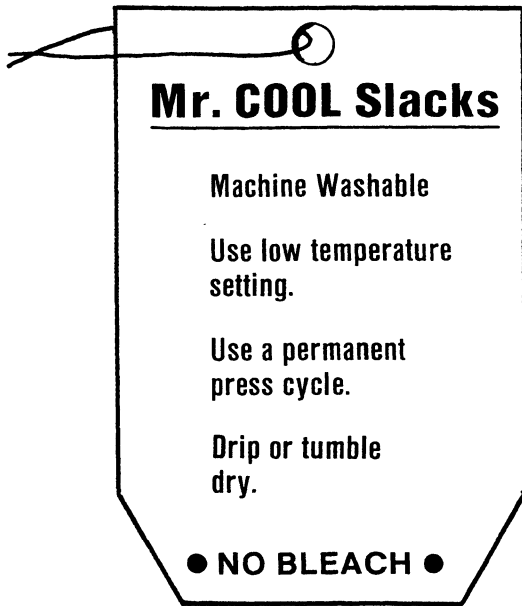 Mr. COOL Slacks
Machine Washable
Use low temperature
setting.
Use a permanent
press cycle.
Drip or tumble
dry.
● NO BLEACH ●